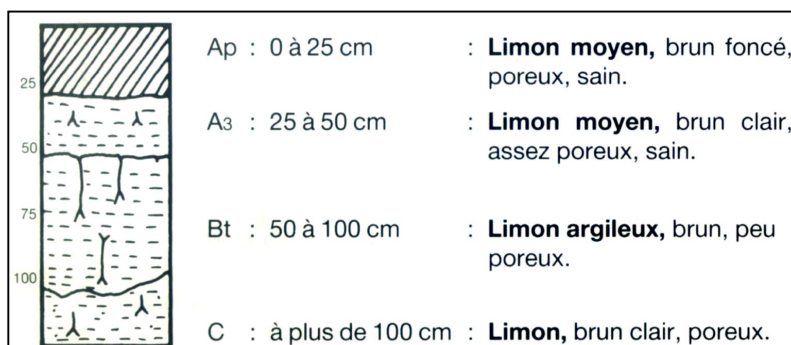 25
50
75
100
Ap : 0 à 25 cm : Limon moyen, brun foncé,
poreux, sain.
A3 : 25 à 50 cm : Limon moyen, brun clair,
assez poreux, sain.
Bt : 50 à 100 cm : Limon argileux, brun, peu
poreux.
C : à plus de 100 cm : Limon, brun clair, poreux.